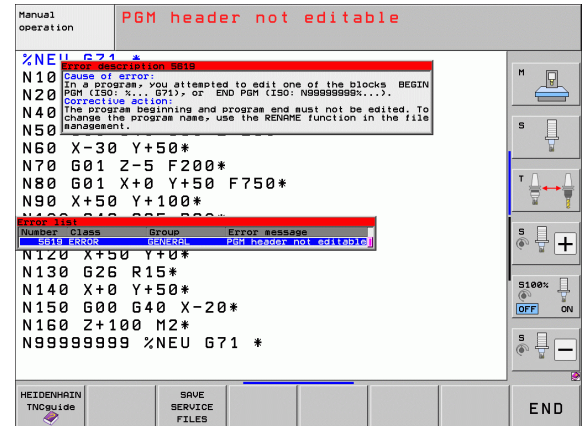 Manual
operation
PGM header not editable
%NEU G71 *
N10
Error description 5619
Cause of error:
In a program, you attempted to edit one of the blocks BEGIN
PGM (ISO: %... G71), or END PGM (ISO: N99999999%...).
Corrective action:
The program beginning and program end must not be edited. To
change the program name, use the RENAME function in the file
management.
N20
N40
N50
N60 X-30 Y+50*
N70 G01 Z-5 F200*
N80 G01 X+0 Y+50 F750*
N90 X+50 Y+100*
Error list
Number Class Group Error message
5619 ERROR GENERAL PGM header not editable
N120 X+50 Y+0*
N130 G26 R15*
N140 X+0 Y+50*
N150 G00 G40 X-20*
N160 Z+100 M2*
N99999999 %NEU G71 *
M
S
T
S
+
S100%
OFF ON
S
-
HEIDENHAIN
TNCguide
SAVE
SERVICE
FILES
END